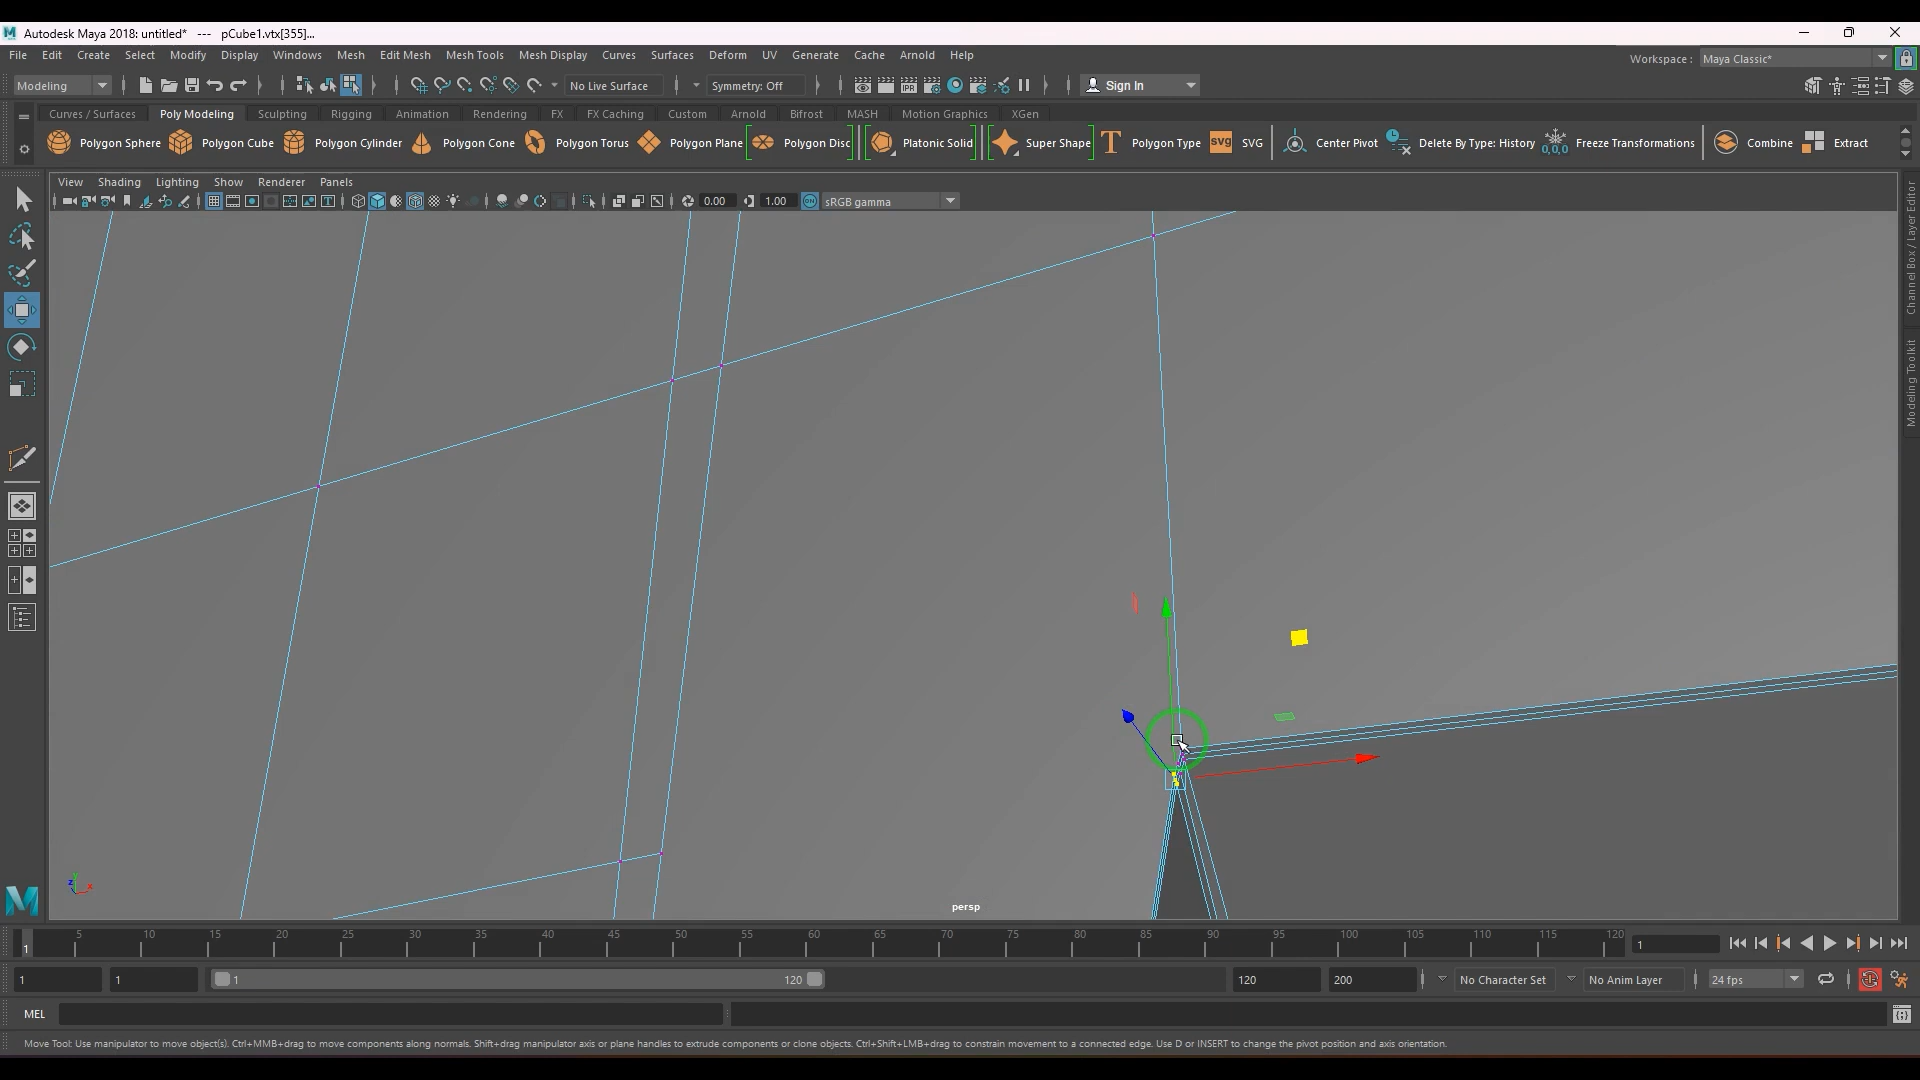 Autodesk Maya 2018: untitled*   ---   pCube1.vtx[355]...
File Edit Create Select Modify Display Windows Mesh Edit Mesh Mesh Tools Mesh Display Curves Surfaces Deform UV Generate Cache Arnold Help
Workspace : Maya Classic*
Modeling No Live Surface Symmetry: Off Sign In
Curves / Surfaces Poly Modeling Sculpting Rigging Animation Rendering FX FX Caching Custom Arnold Bifrost MASH Motion Graphics XGen
Polygon Sphere Polygon Cube Polygon Cylinder Polygon Cone Polygon Torus Polygon Plane Polygon Disc Platonic Solid Super Shape Polygon Type SVG SVG Center Pivot Delete By Type: History 0,0,0 Freeze Transformations Combine Extract
View Shading Lighting Show Renderer Panels
0.00 1.00 ON sRGB gamma
Channel Box / Layer Editor
Modeling Toolkit
persp
1 5 10 15 20 25 30 35 40 45 50 55 60 65 70 75 80 85 90 95 100 105 110 115 120 1
1 1 1 120 120 200 No Character Set No Anim Layer 24 fps
MEL
Move Tool: Use manipulator to move object(s). Ctrl+MMB+drag to move components along normals. Shift+drag manipulator axis or plane handles to extrude components or clone objects. Ctrl+Shift+LMB+drag to constrain movement to a connected edge. Use D or INSERT to change the pivot position and axis orientation.